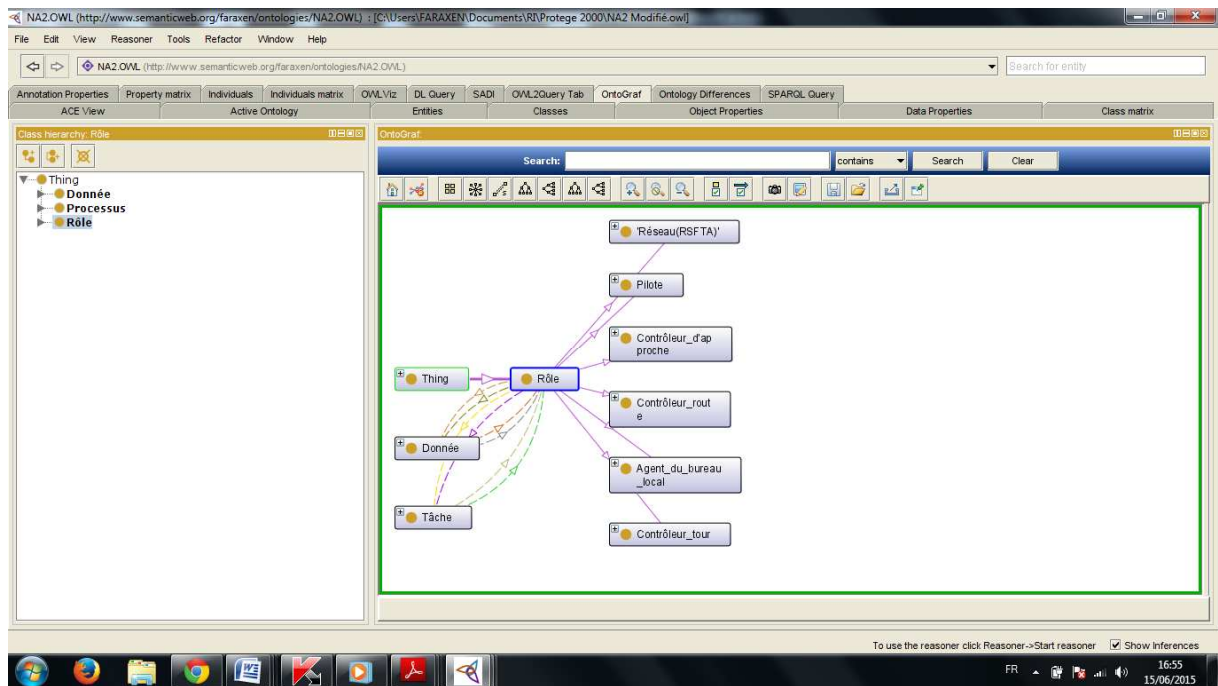 NA2.OWL (http://www.semanticweb.org/faraxen/ontologies/NA2.OWL) : [C:\Users\FARAXEN\Documents\RI\Protege 2000\NA2 Modifié.owl]
File Edit View Reasoner Tools Refactor Window Help
NA2.OWL (http://www.semanticweb.org/faraxen/ontologies/NA2.OWL)
Search for entity
Annotation Properties Property matrix Individuals Individuals matrix OWLViz DL Query SADI OWL2Query Tab OntoGraf Ontology Differences SPARQL Query
ACE View Active Ontology Entities Classes Object Properties Data Properties Class matrix
Class hierarchy: Rôle
Thing
Donnée
Processus
Rôle
OntoGraf:
Search: contains Search Clear
'Réseau(RSFTA)'
Pilote
Contrôleur_d'ap
proche
Thing
Rôle
Contrôleur_rout
e
Donnée
Agent_du_bureau
_local
Tâche
Contrôleur_tour
To use the reasoner click Reasoner->Start reasoner Show Inferences
FR
16:55
15/06/2015